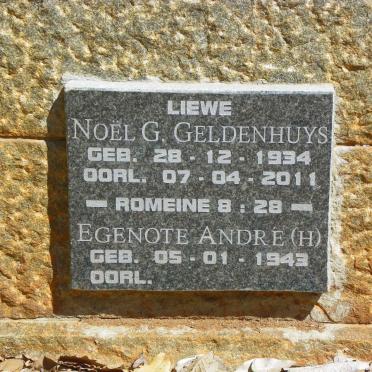 LIEWE
NOËL G. GELDENHUYS
GEB. 28-12-1934
OORL. 07-04-2011
— ROMEINE 8:28 —
EGENOTE ANDRÉ (H)
GEB. 05-01-1943
OORL.